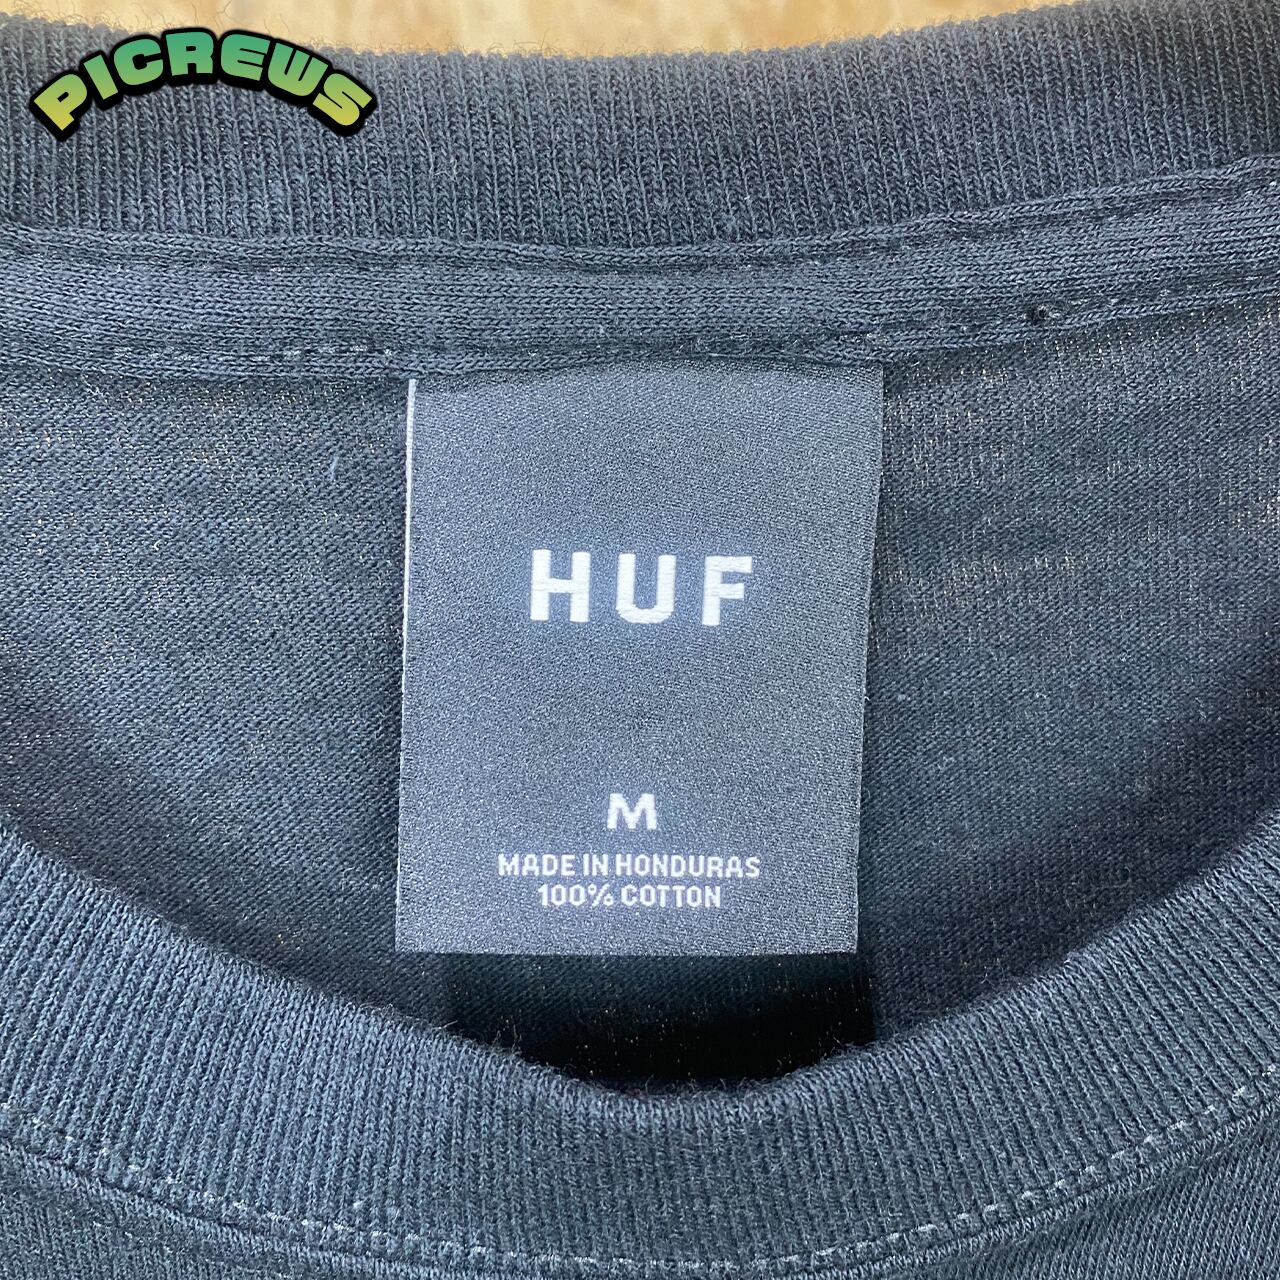 PICREWS
HUF
M
MADE IN HONDURAS
100% COTTON